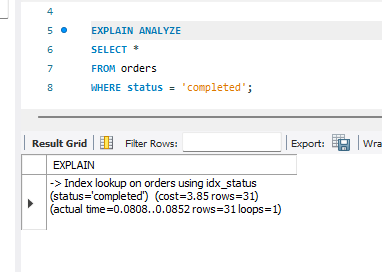 4
5 EXPLAIN ANALYZE
6 SELECT *
7 FROM orders
8 WHERE status = 'completed';
Result Grid Filter Rows: Export: Wra
EXPLAIN
-> Index lookup on orders using idx_status
(status='completed') (cost=3.85 rows=31)
(actual time=0.0808..0.0852 rows=31 loops=1)